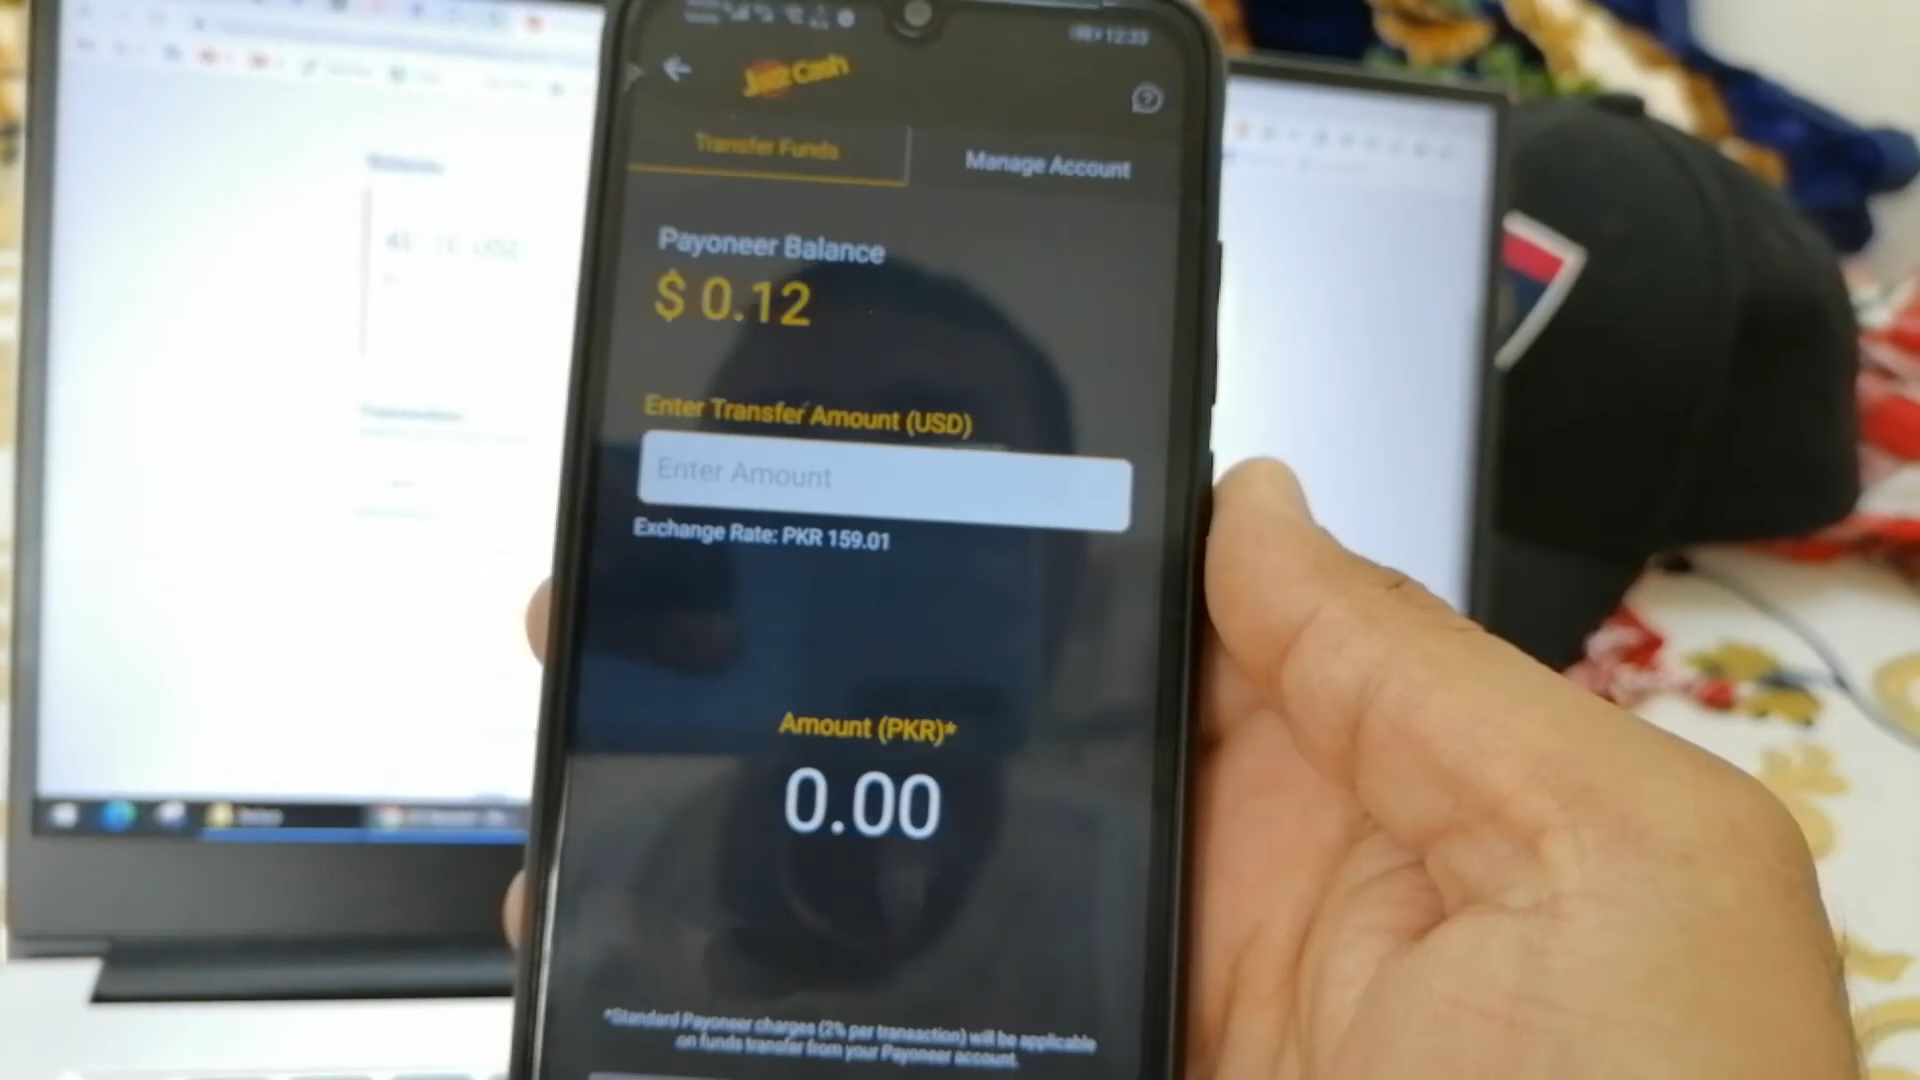 12:33
JazzCash
Transfer Funds
Manage Account
Payoneer Balance
$ 0.12
Enter Transfer Amount (USD)
Enter Amount
Exchange Rate: PKR 159.01
Amount (PKR)*
0.00
*Standard Payoneer charges (2% per transaction) will be applicable
on funds transfer from your Payoneer account.